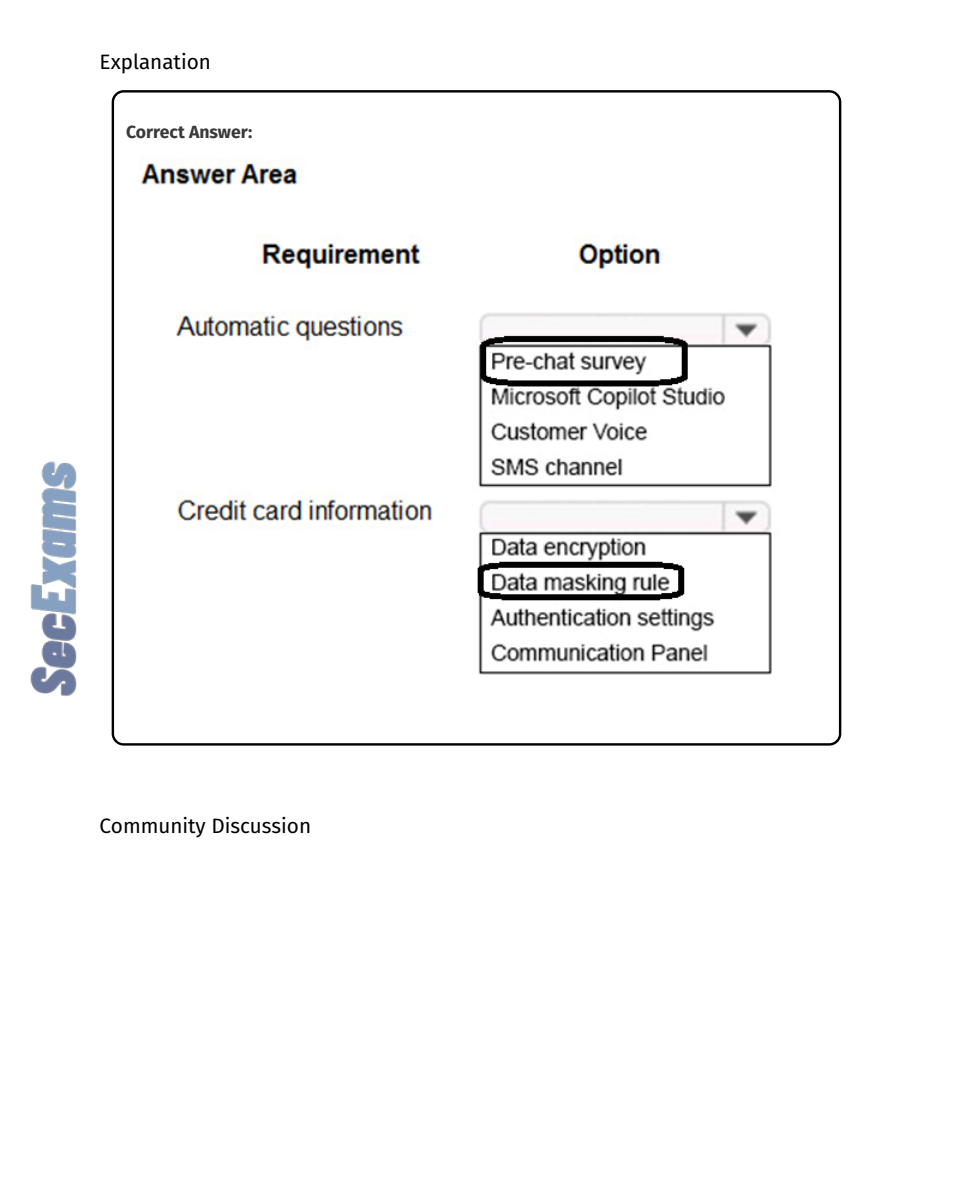 Explanation
Correct Answer:
Answer Area
Requirement Option
Automatic questions
Pre-chat survey
Microsoft Copilot Studio
Customer Voice
SMS channel
Credit card information
Data encryption
Data masking rule
Authentication settings
Communication Panel
SecExams
Community Discussion